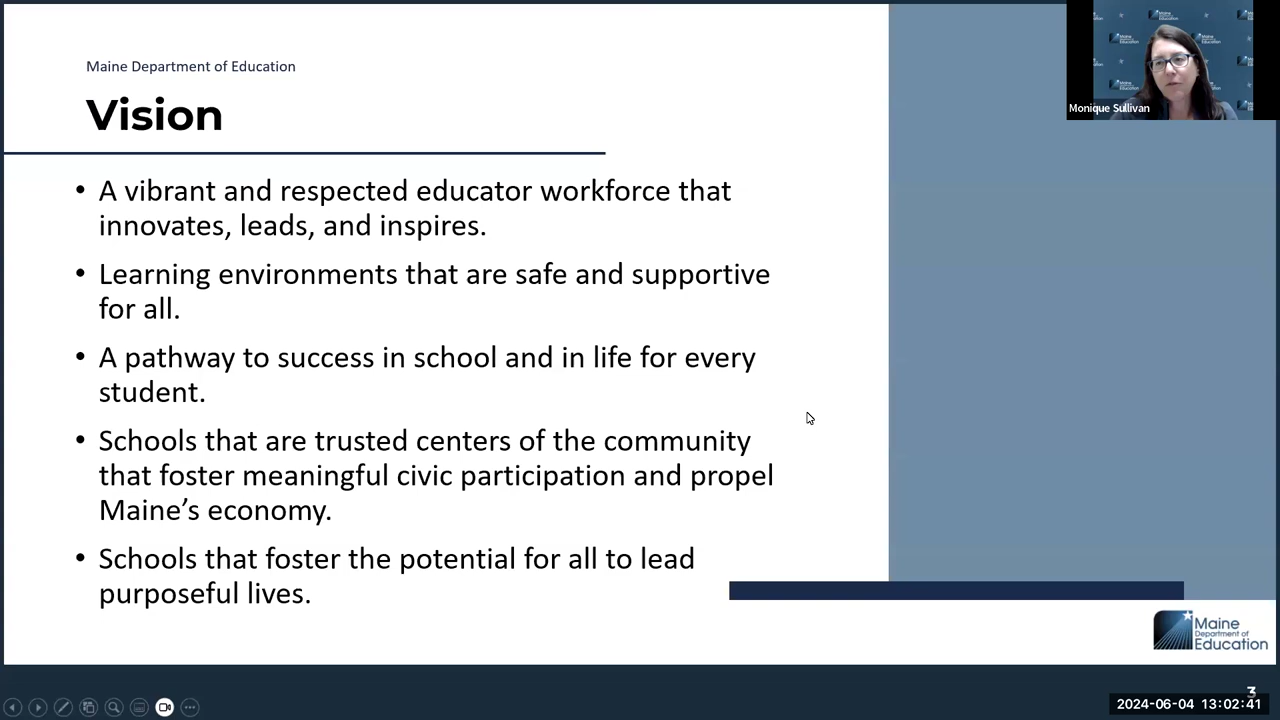 Maine Department of Education
Vision
• A vibrant and respected educator workforce that
innovates, leads, and inspires.
• Learning environments that are safe and supportive
for all.
• A pathway to success in school and in life for every
student.
• Schools that are trusted centers of the community
that foster meaningful civic participation and propel
Maine’s economy.
• Schools that foster the potential for all to lead
purposeful lives.
Monique Sullivan
Maine
Department of
Education
3
2024-06-04 13:02:41